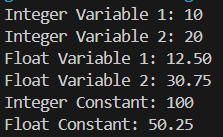 Integer Variable 1: 10
Integer Variable 2: 20
Float Variable 1: 12.50
Float Variable 2: 30.75
Integer Constant: 100
Float Constant: 50.25